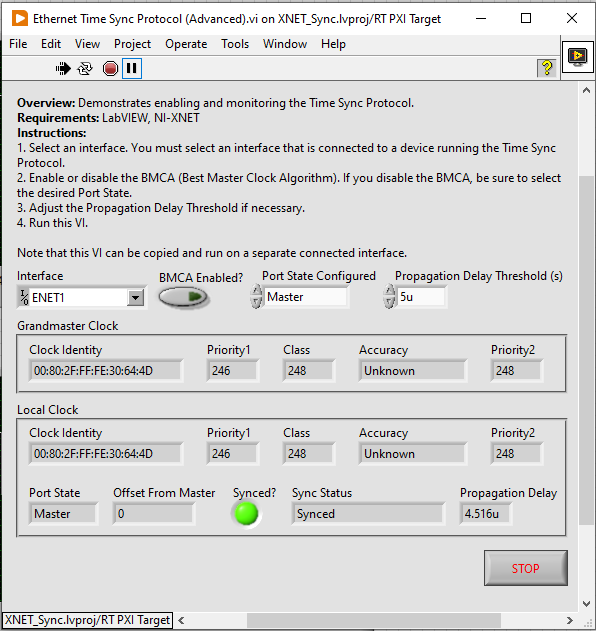 Ethernet Time Sync Protocol (Advanced).vi on XNET_Sync.lvproj/RT PXI Target
File Edit View Project Operate Tools Window Help
?
Overview: Demonstrates enabling and monitoring the Time Sync Protocol.
Requirements: LabVIEW, NI-XNET
Instructions:
1. Select an interface. You must select an interface that is connected to a device running the Time Sync
Protocol.
2. Enable or disable the BMCA (Best Master Clock Algorithm). If you disable the BMCA, be sure to select
the desired Port State.
3. Adjust the Propagation Delay Threshold if necessary.
4. Run this VI.
Note that this VI can be copied and run on a separate connected interface.
Interface BMCA Enabled? Port State Configured Propagation Delay Threshold (s)
I/O ENET1 Master 5u
Grandmaster Clock
Clock Identity Priority1 Class Accuracy Priority2
00:80:2F:FF:FE:30:64:4D 246 248 Unknown 248
Local Clock
Clock Identity Priority1 Class Accuracy Priority2
00:80:2F:FF:FE:30:64:4D 246 248 Unknown 248
Port State Offset From Master Synced? Sync Status Propagation Delay
Master 0 Synced 4.516u
STOP
XNET_Sync.lvproj/RT PXI Target